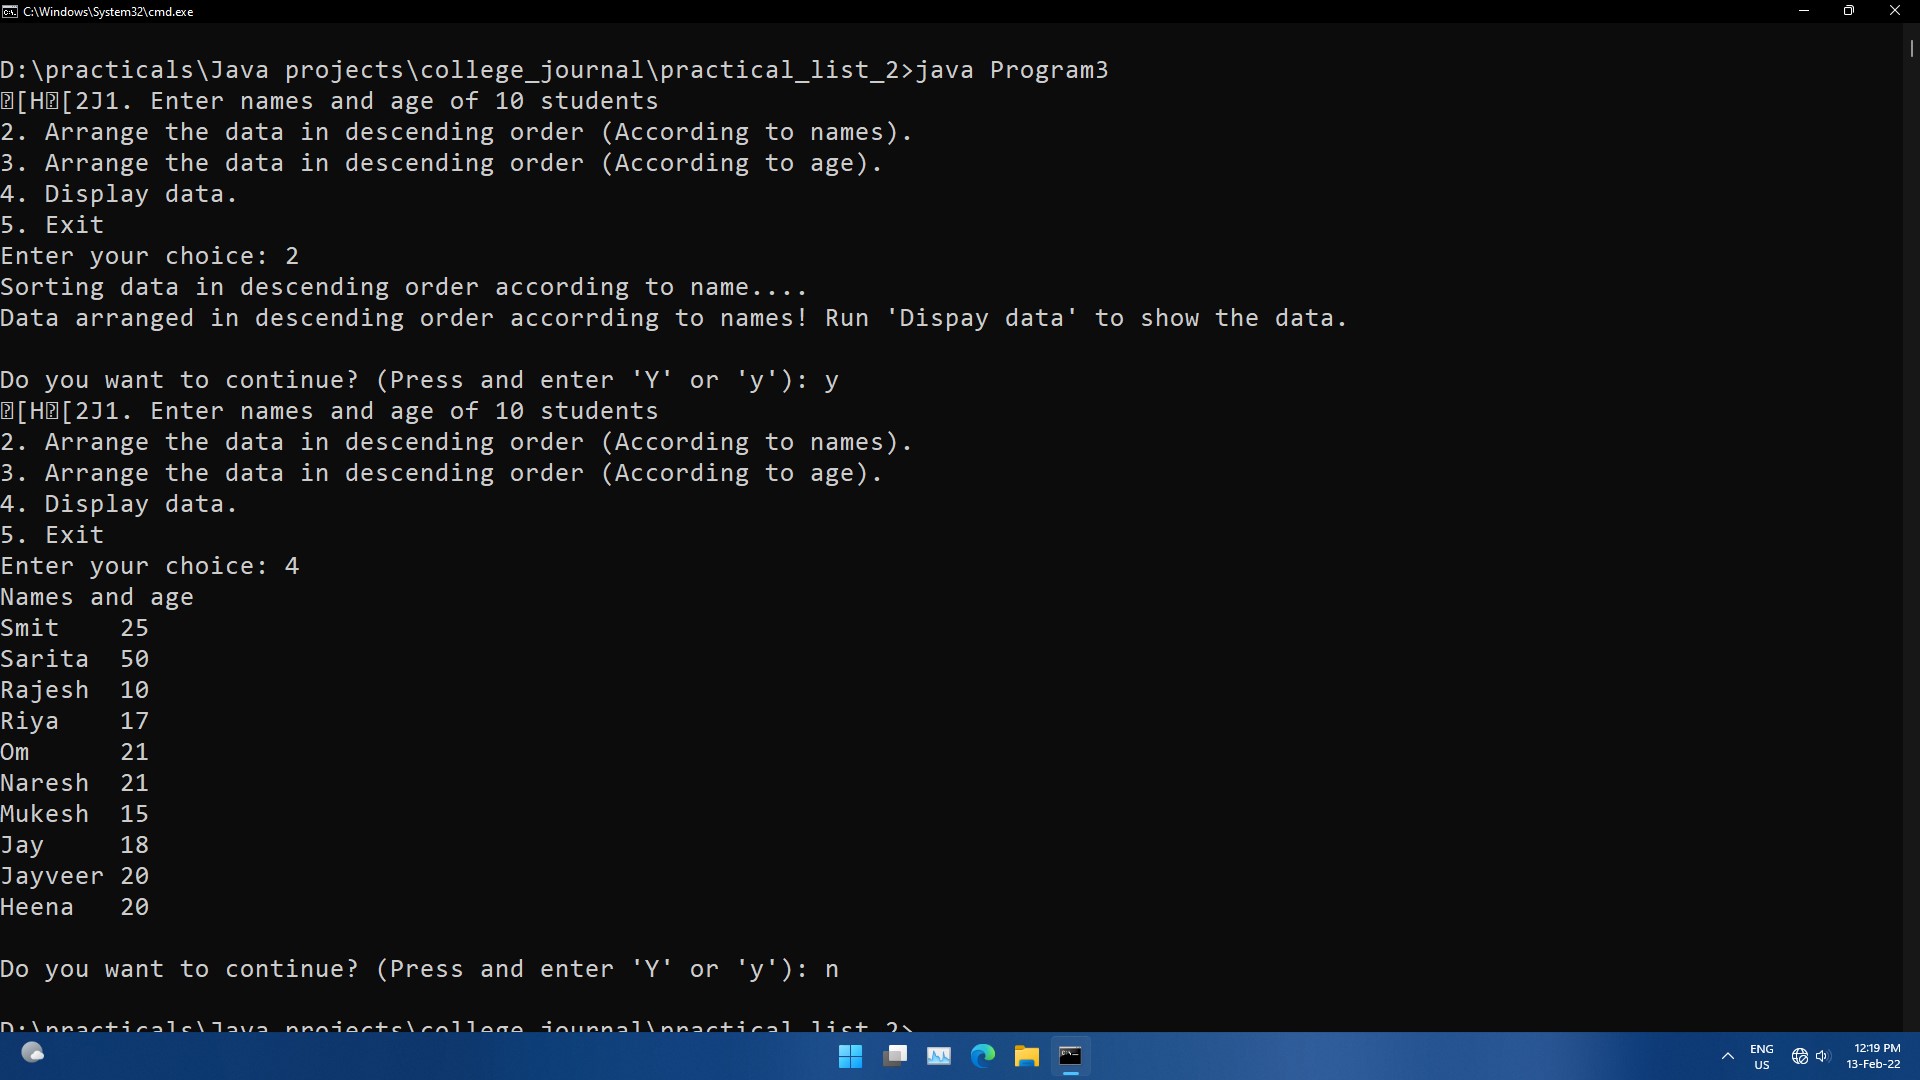 C:\Windows\System32\cmd.exe
D:\practicals\Java projects\college_journal\practical_list_2>java Program3
[H[2J1. Enter names and age of 10 students
2. Arrange the data in descending order (According to names).
3. Arrange the data in descending order (According to age).
4. Display data.
5. Exit
Enter your choice: 2
Sorting data in descending order according to name....
Data arranged in descending order accorrding to names! Run 'Dispay data' to show the data.
Do you want to continue? (Press and enter 'Y' or 'y'): y
[H[2J1. Enter names and age of 10 students
2. Arrange the data in descending order (According to names).
3. Arrange the data in descending order (According to age).
4. Display data.
5. Exit
Enter your choice: 4
Names and age
Smit 25
Sarita 50
Rajesh 10
Riya 17
Om 21
Naresh 21
Mukesh 15
Jay 18
Jayveer 20
Heena 20
Do you want to continue? (Press and enter 'Y' or 'y'): n
D:\practicals\Java projects\college_journal\practical_list_2>
ENG
US
12:19 PM
13-Feb-22